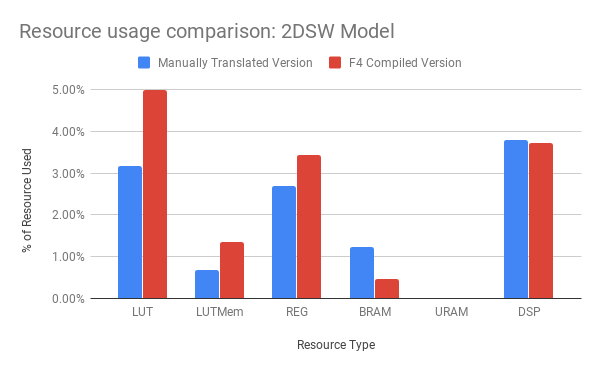 Resource usage comparison: 2DSW Model
Manually Translated Version
F4 Compiled Version
% of Resource Used
5.00%
4.00%
3.00%
2.00%
1.00%
0.00%
LUT
LUTMem
REG
BRAM
URAM
DSP
Resource Type